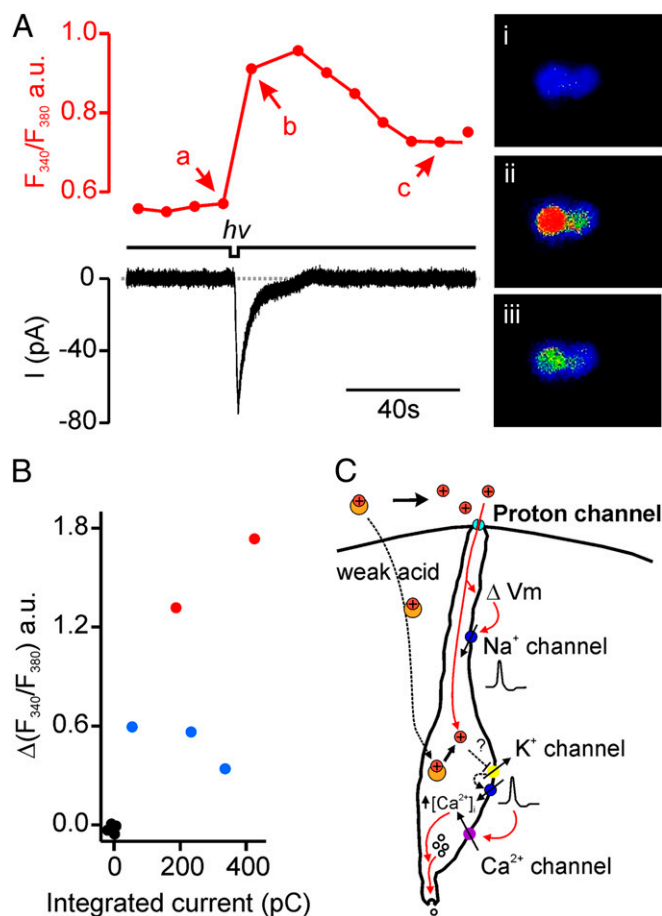 A
F340/F380 a.u.
1.0
0.8
0.6
a
b
c
hv
I (pA)
0
-40
-80
40s
i
ii
iii
B
Δ(F340/F380) a.u.
1.8
1.2
0.6
0.0
0
200
400
Integrated current (pC)
C
+ + + +
Proton channel
weak acid
+
Δ Vm
Na+ channel
+
?
K+ channel
+
[Ca2+]i
Ca2+ channel